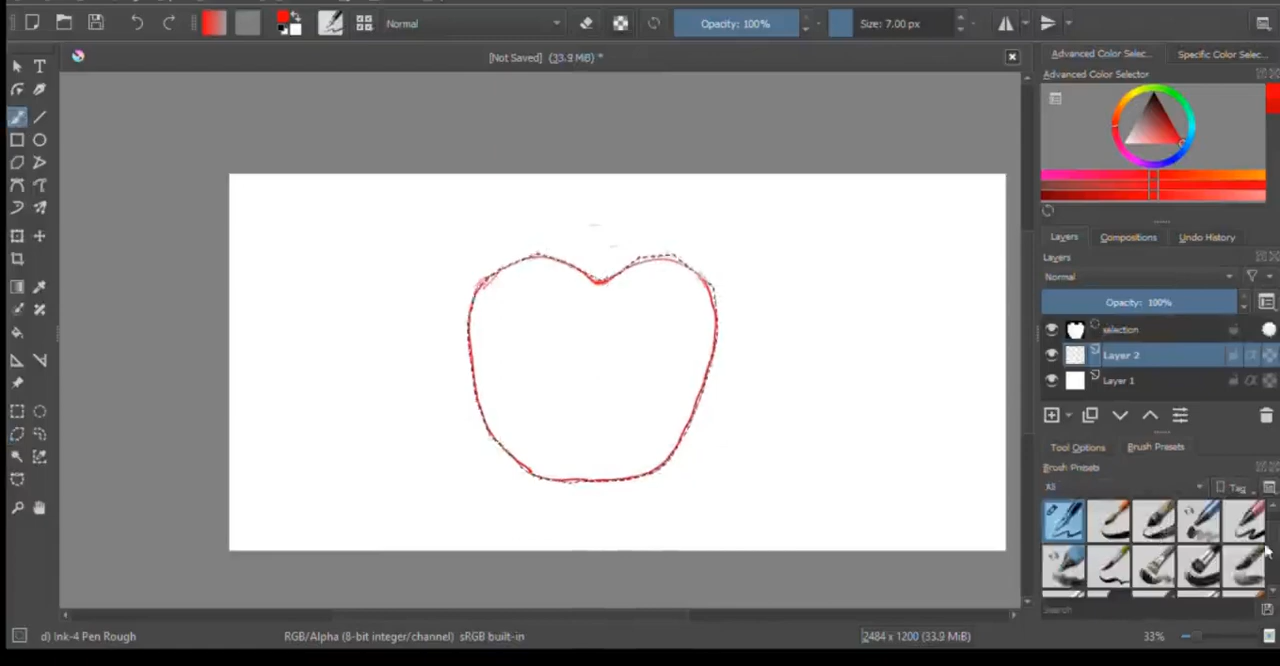 Normal
Opacity: 100%
Size: 7.00 px
[Not Saved] (33.9 MiB) *
Advanced Color Selec...
Specific Color Selec...
Advanced Color Selector
Layers
Compositions
Undo History
Layers
Normal
Opacity: 100%
selection
Layer 2
Layer 1
Tool Options
Brush Presets
Brush Presets
Tag
Search
d) Ink-4 Pen Rough
RGB/Alpha (8-bit integer/channel) sRGB built-in
2484 x 1200 (33.9 MiB)
33%